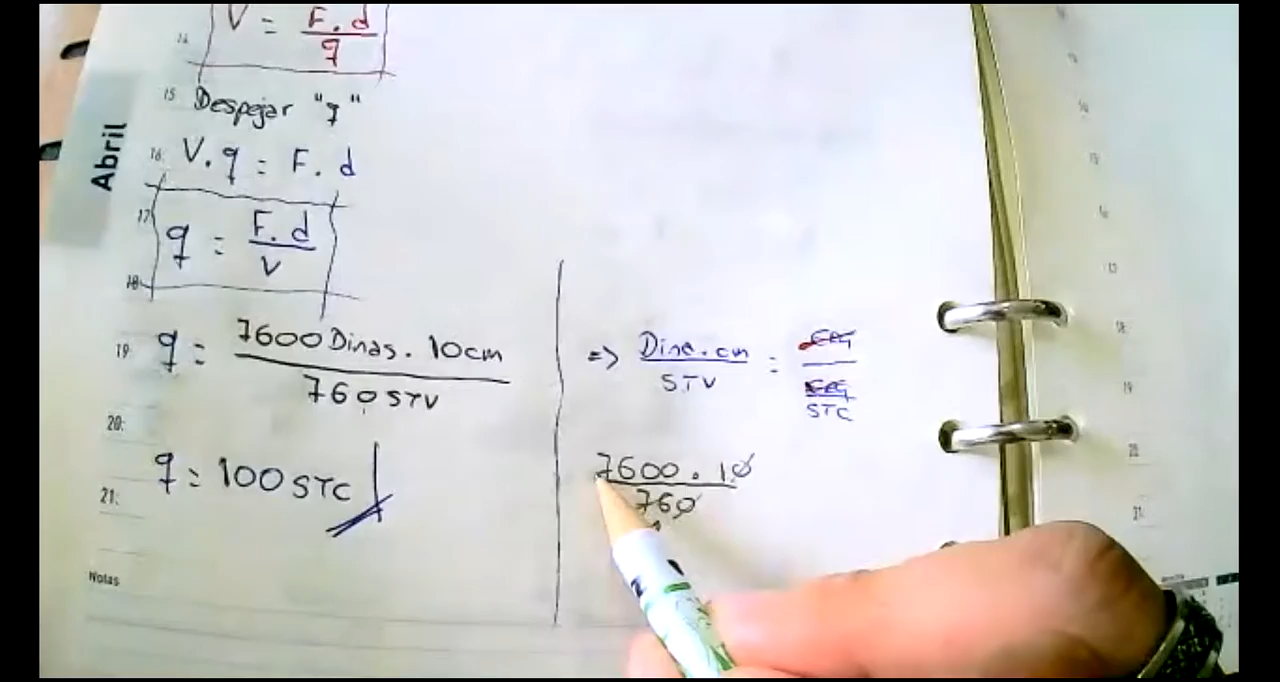 V = F. d / q
15 Despejar "q"
Abril
16: V. q = F. d
17 q = F. d / V
18
19: q = 7600 Dinas. 10cm / 760 STV
=> Dina.cm / STV = ERG / ERG / STC
20:
7600 . 10 / 760
q = 100 STC
21:
Notas